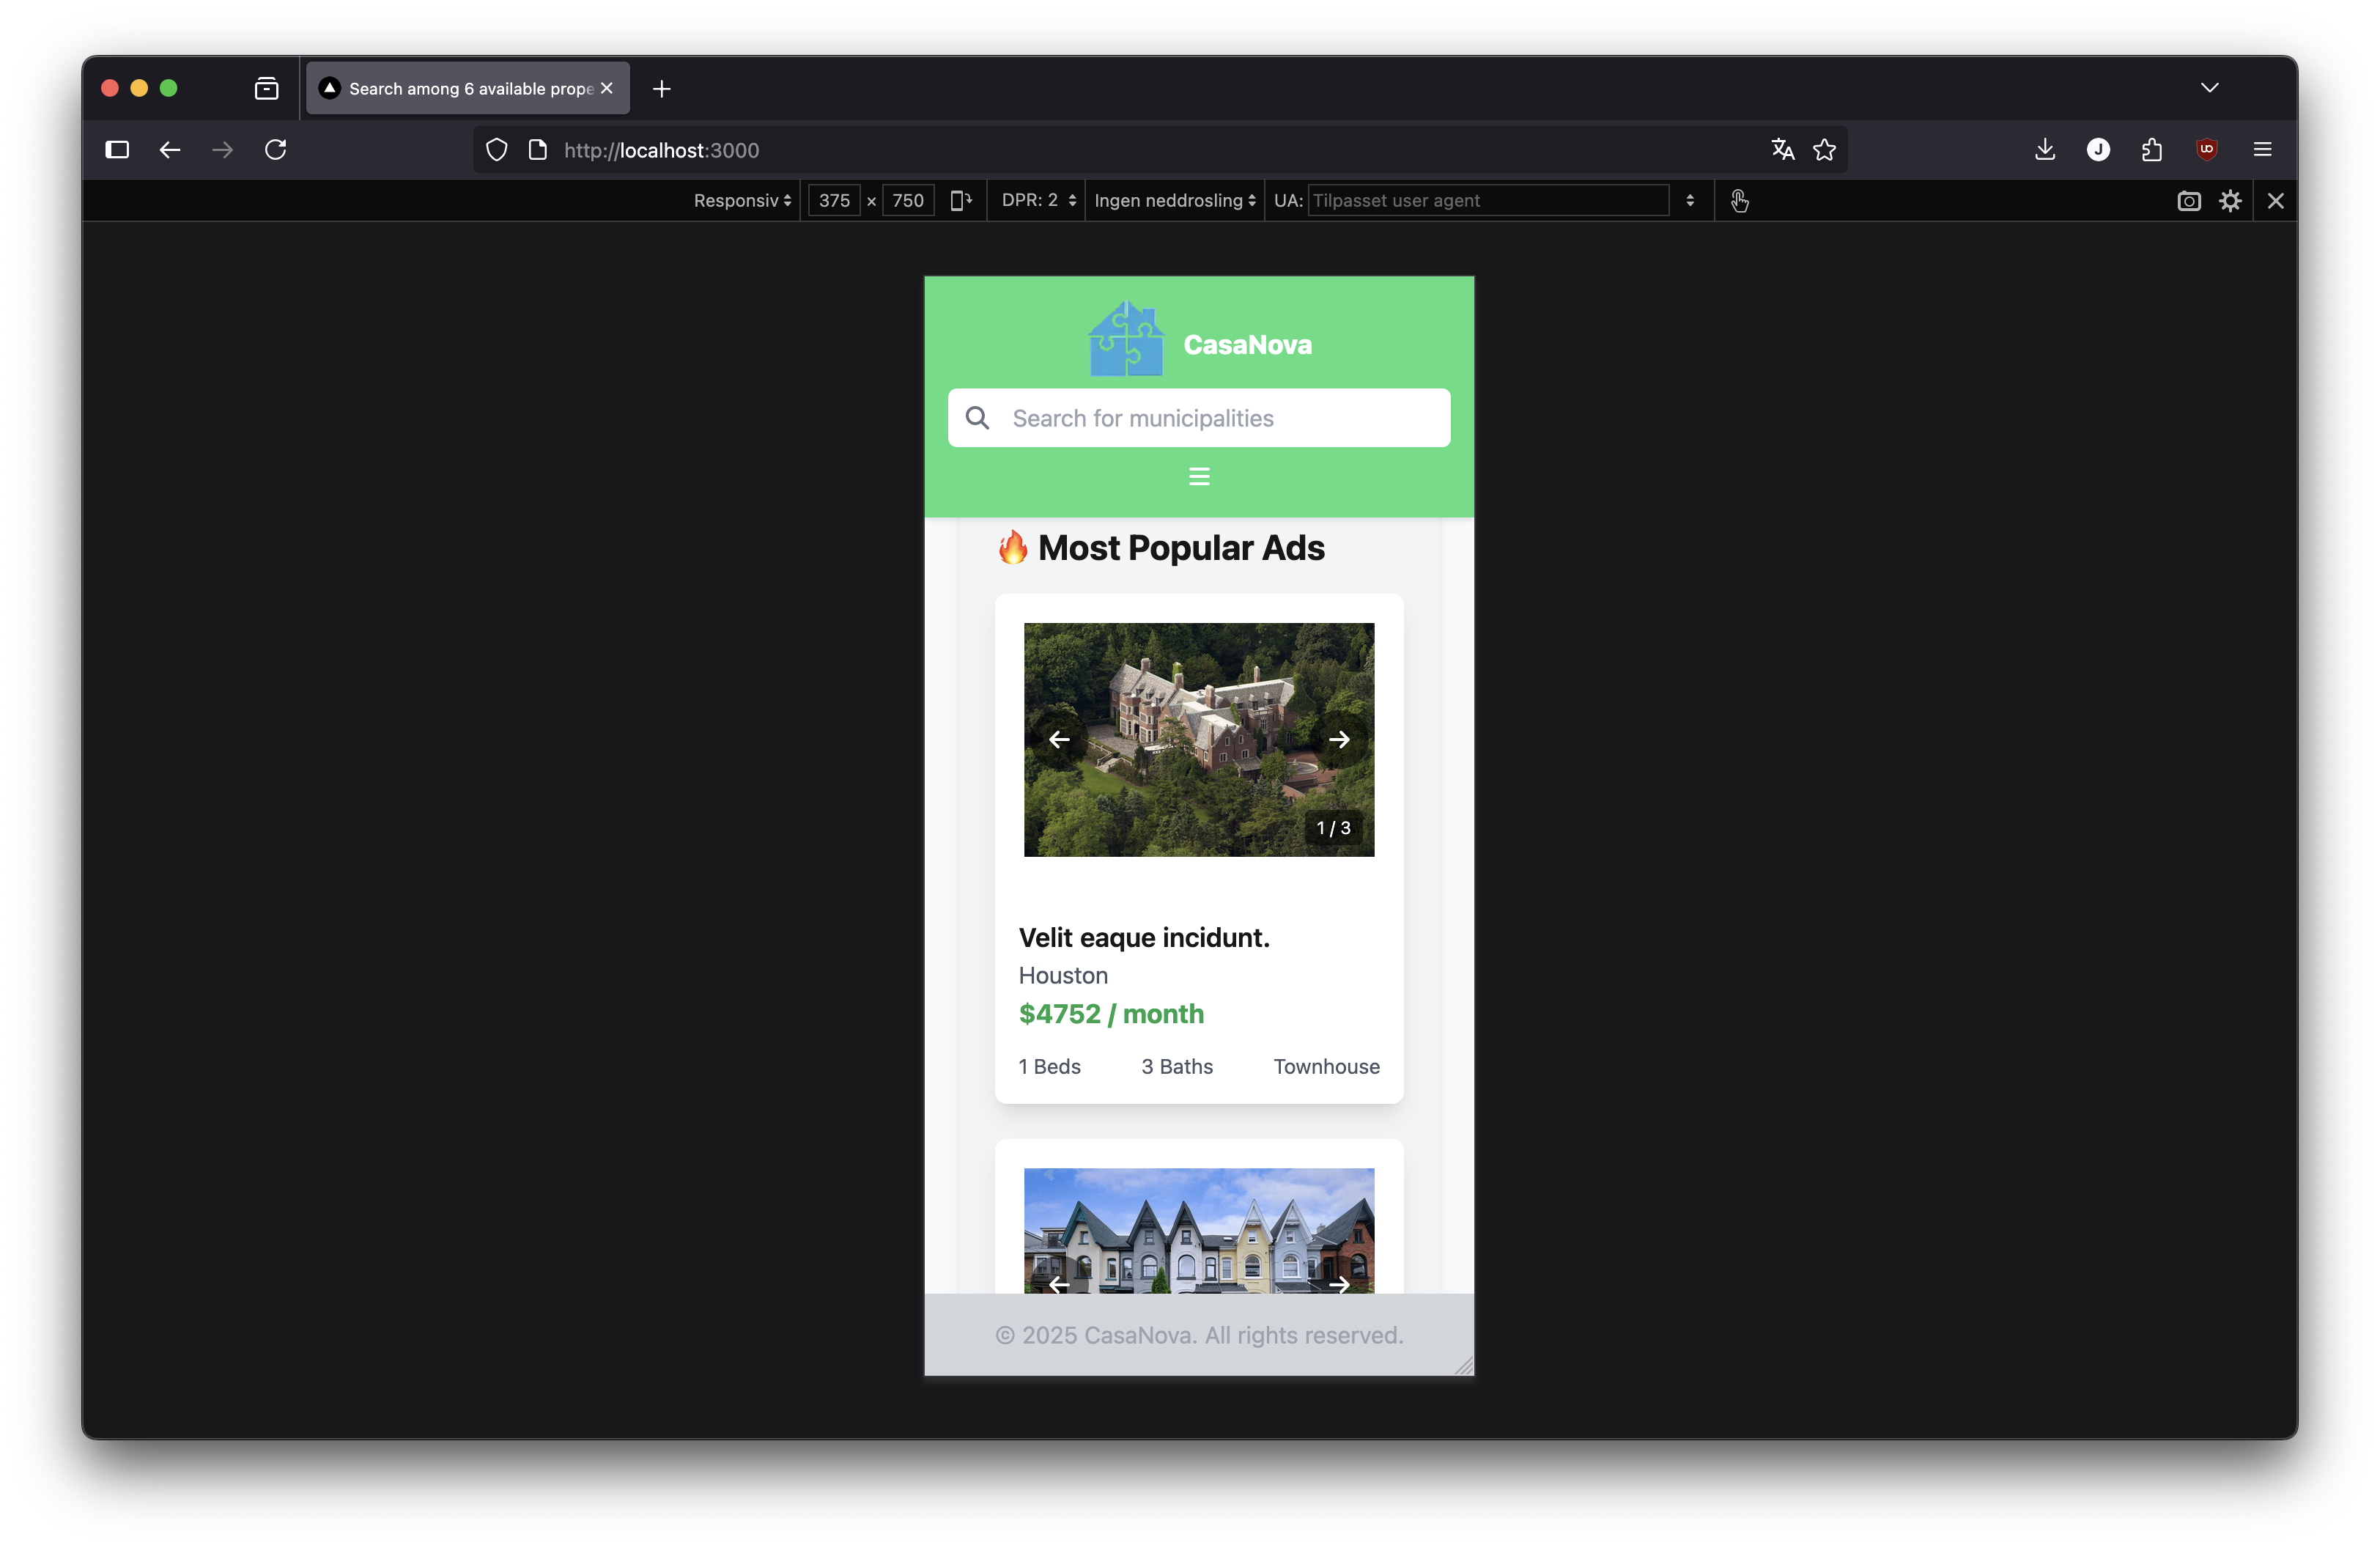 Search among 6 available prope
http://localhost:3000
Responsiv
375 × 750
DPR: 2
Ingen neddrosling
UA: Tilpasset user agent
CasaNova
Search for municipalities
🔥 Most Popular Ads
1 / 3
Velit eaque incidunt.
Houston
$4752 / month
1 Beds 3 Baths Townhouse
© 2025 CasaNova. All rights reserved.